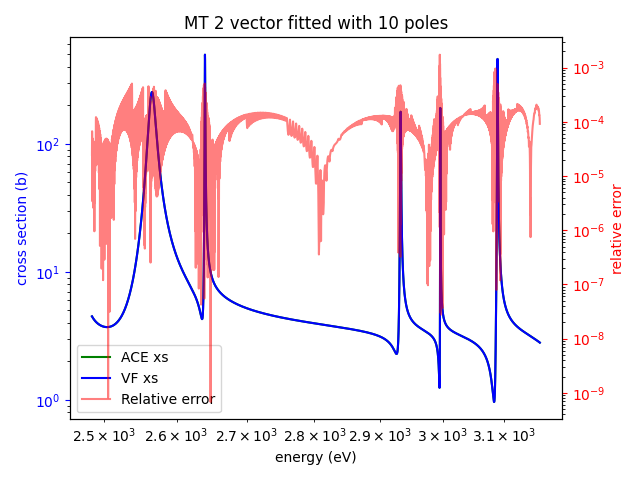 MT 2 vector fitted with 10 poles
cross section (b)
10²
10¹
10⁰
10⁻³
10⁻⁴
10⁻⁵
10⁻⁶
10⁻⁷
10⁻⁸
10⁻⁹
relative error
ACE xs
VF xs
Relative error
2.5 × 10³ 2.6 × 10³ 2.7 × 10³ 2.8 × 10³ 2.9 × 10³ 3 × 10³ 3.1 × 10³
energy (eV)